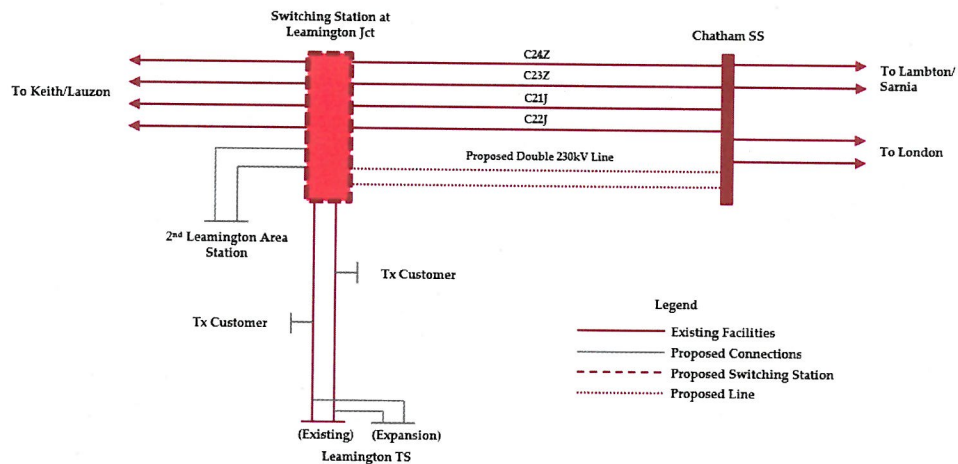 Switching Station at
Leamington Jct
Chatham SS
C24Z
C23Z
C21J
C22J
To Keith/Lauzon
To Lambton/
Sarnia
To London
Proposed Double 230kV Line
2nd Leamington Area
Station
Tx Customer
Tx Customer
Legend
Existing Facilities
Proposed Connections
Proposed Switching Station
Proposed Line
(Existing)
(Expansion)
Leamington TS